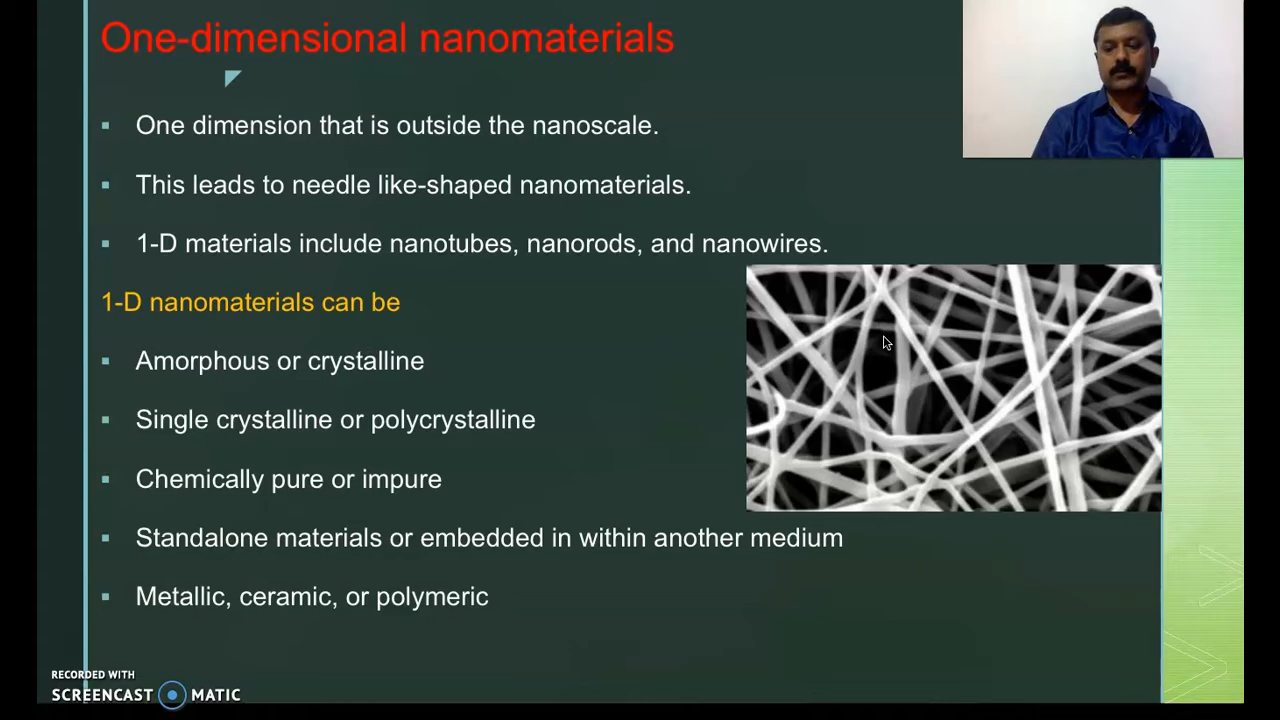 One-dimensional nanomaterials
One dimension that is outside the nanoscale.
This leads to needle like-shaped nanomaterials.
1-D materials include nanotubes, nanorods, and nanowires.
1-D nanomaterials can be
Amorphous or crystalline
Single crystalline or polycrystalline
Chemically pure or impure
Standalone materials or embedded in within another medium
Metallic, ceramic, or polymeric
RECORDED WITH
SCREENCAST MATIC